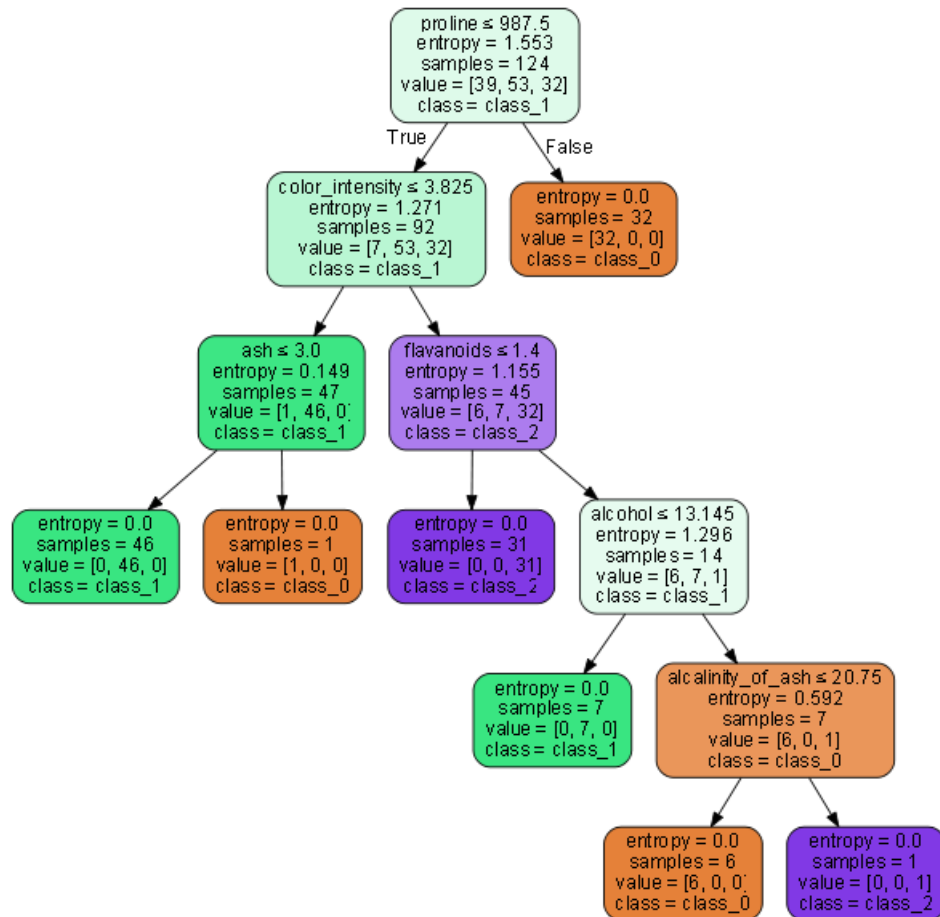 proline ≤ 987.5
entropy = 1.553
samples = 124
value = [39, 53, 32]
class = class_1
True
False
color_intensity ≤ 3.825
entropy = 1.271
samples = 92
value = [7, 53, 32]
class = class_1
entropy = 0.0
samples = 32
value = [32, 0, 0]
class = class_0
ash ≤ 3.0
entropy = 0.149
samples = 47
value = [1, 46, 0]
class = class_1
flavanoids ≤ 1.4
entropy = 1.155
samples = 45
value = [6, 7, 32]
class = class_2
entropy = 0.0
samples = 46
value = [0, 46, 0]
class = class_1
entropy = 0.0
samples = 1
value = [1, 0, 0]
class = class_0
entropy = 0.0
samples = 31
value = [0, 0, 31]
class = class_2
alcohol ≤ 13.145
entropy = 1.296
samples = 14
value = [6, 7, 1]
class = class_1
entropy = 0.0
samples = 7
value = [0, 7, 0]
class = class_1
alcalinity_of_ash ≤ 20.75
entropy = 0.592
samples = 7
value = [6, 0, 1]
class = class_0
entropy = 0.0
samples = 6
value = [6, 0, 0]
class = class_0
entropy = 0.0
samples = 1
value = [0, 0, 1]
class = class_2